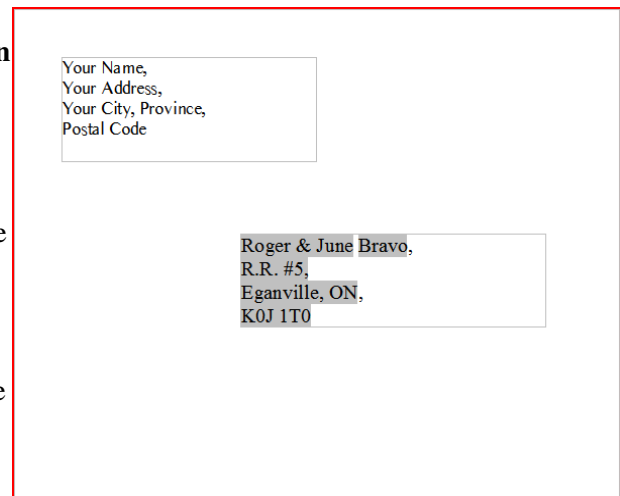 n
Your Name,
Your Address,
Your City, Province,
Postal Code
e
Roger & June Bravo,
R.R. #5,
Eganville, ON,
K0J 1T0
e